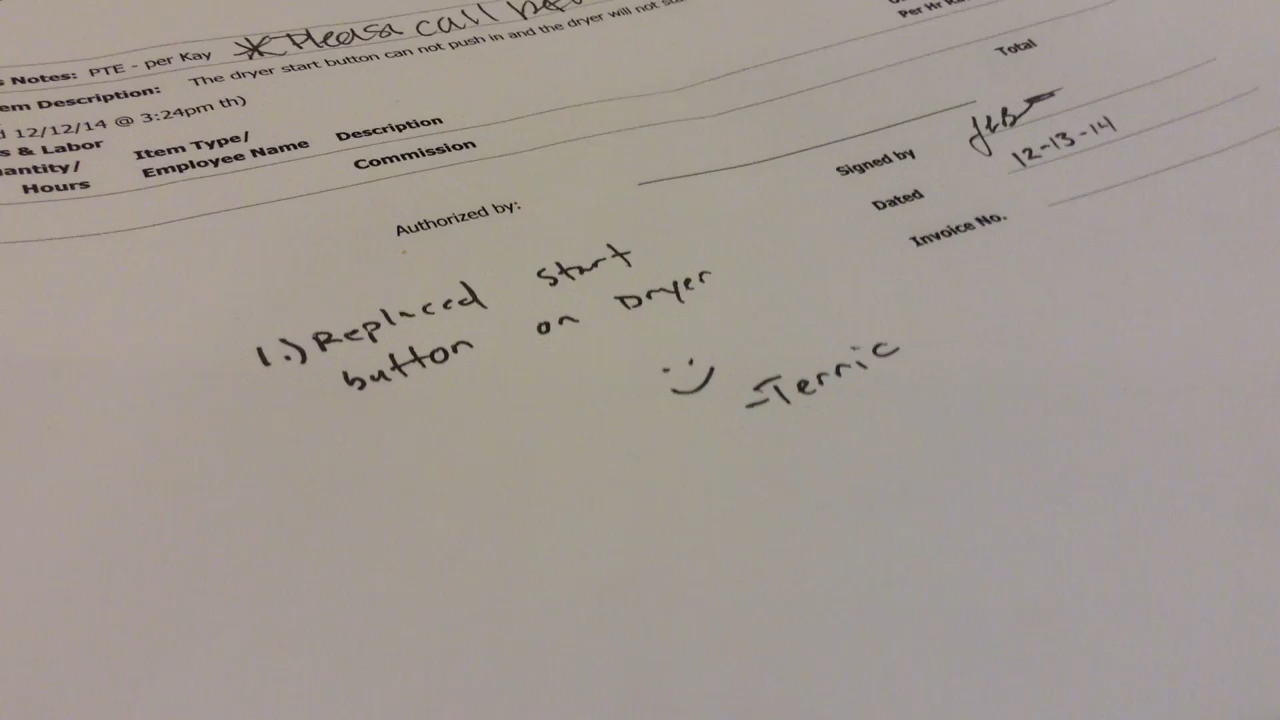 s Notes: PTE - per Kay * Please call
em Description: The dryer start button can not push in and the dryer will not
12/12/14 @ 3:24pm th)
s & Labor
antity/ Hours
Item Type/ Employee Name
Description
Commission
Per Hr
Total
Authorized by:
Signed by
Dated 12-13-14
Invoice No.
1.) Replaced start
button on Dryer
:) -Terric